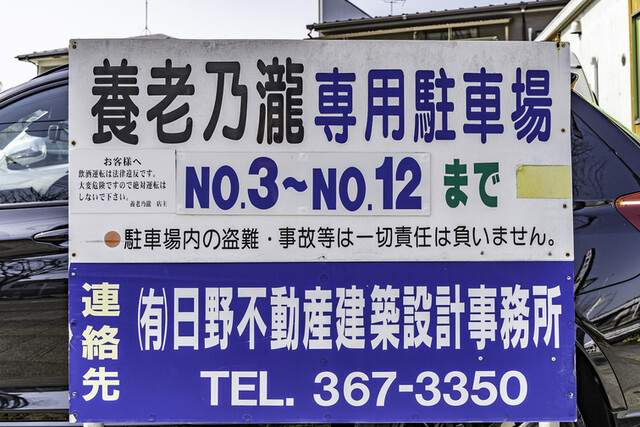 養老乃瀧専用駐車場
お客様へ
飲酒運転は法律違反です。
大変危険ですので絶対運転は
しないで下さい。
養老乃瀧 店主
NO.3～NO.12まで
駐車場内の盗難・事故等は一切責任は負いません。
連絡先
㈲日野不動産建築設計事務所
TEL. 367-3350